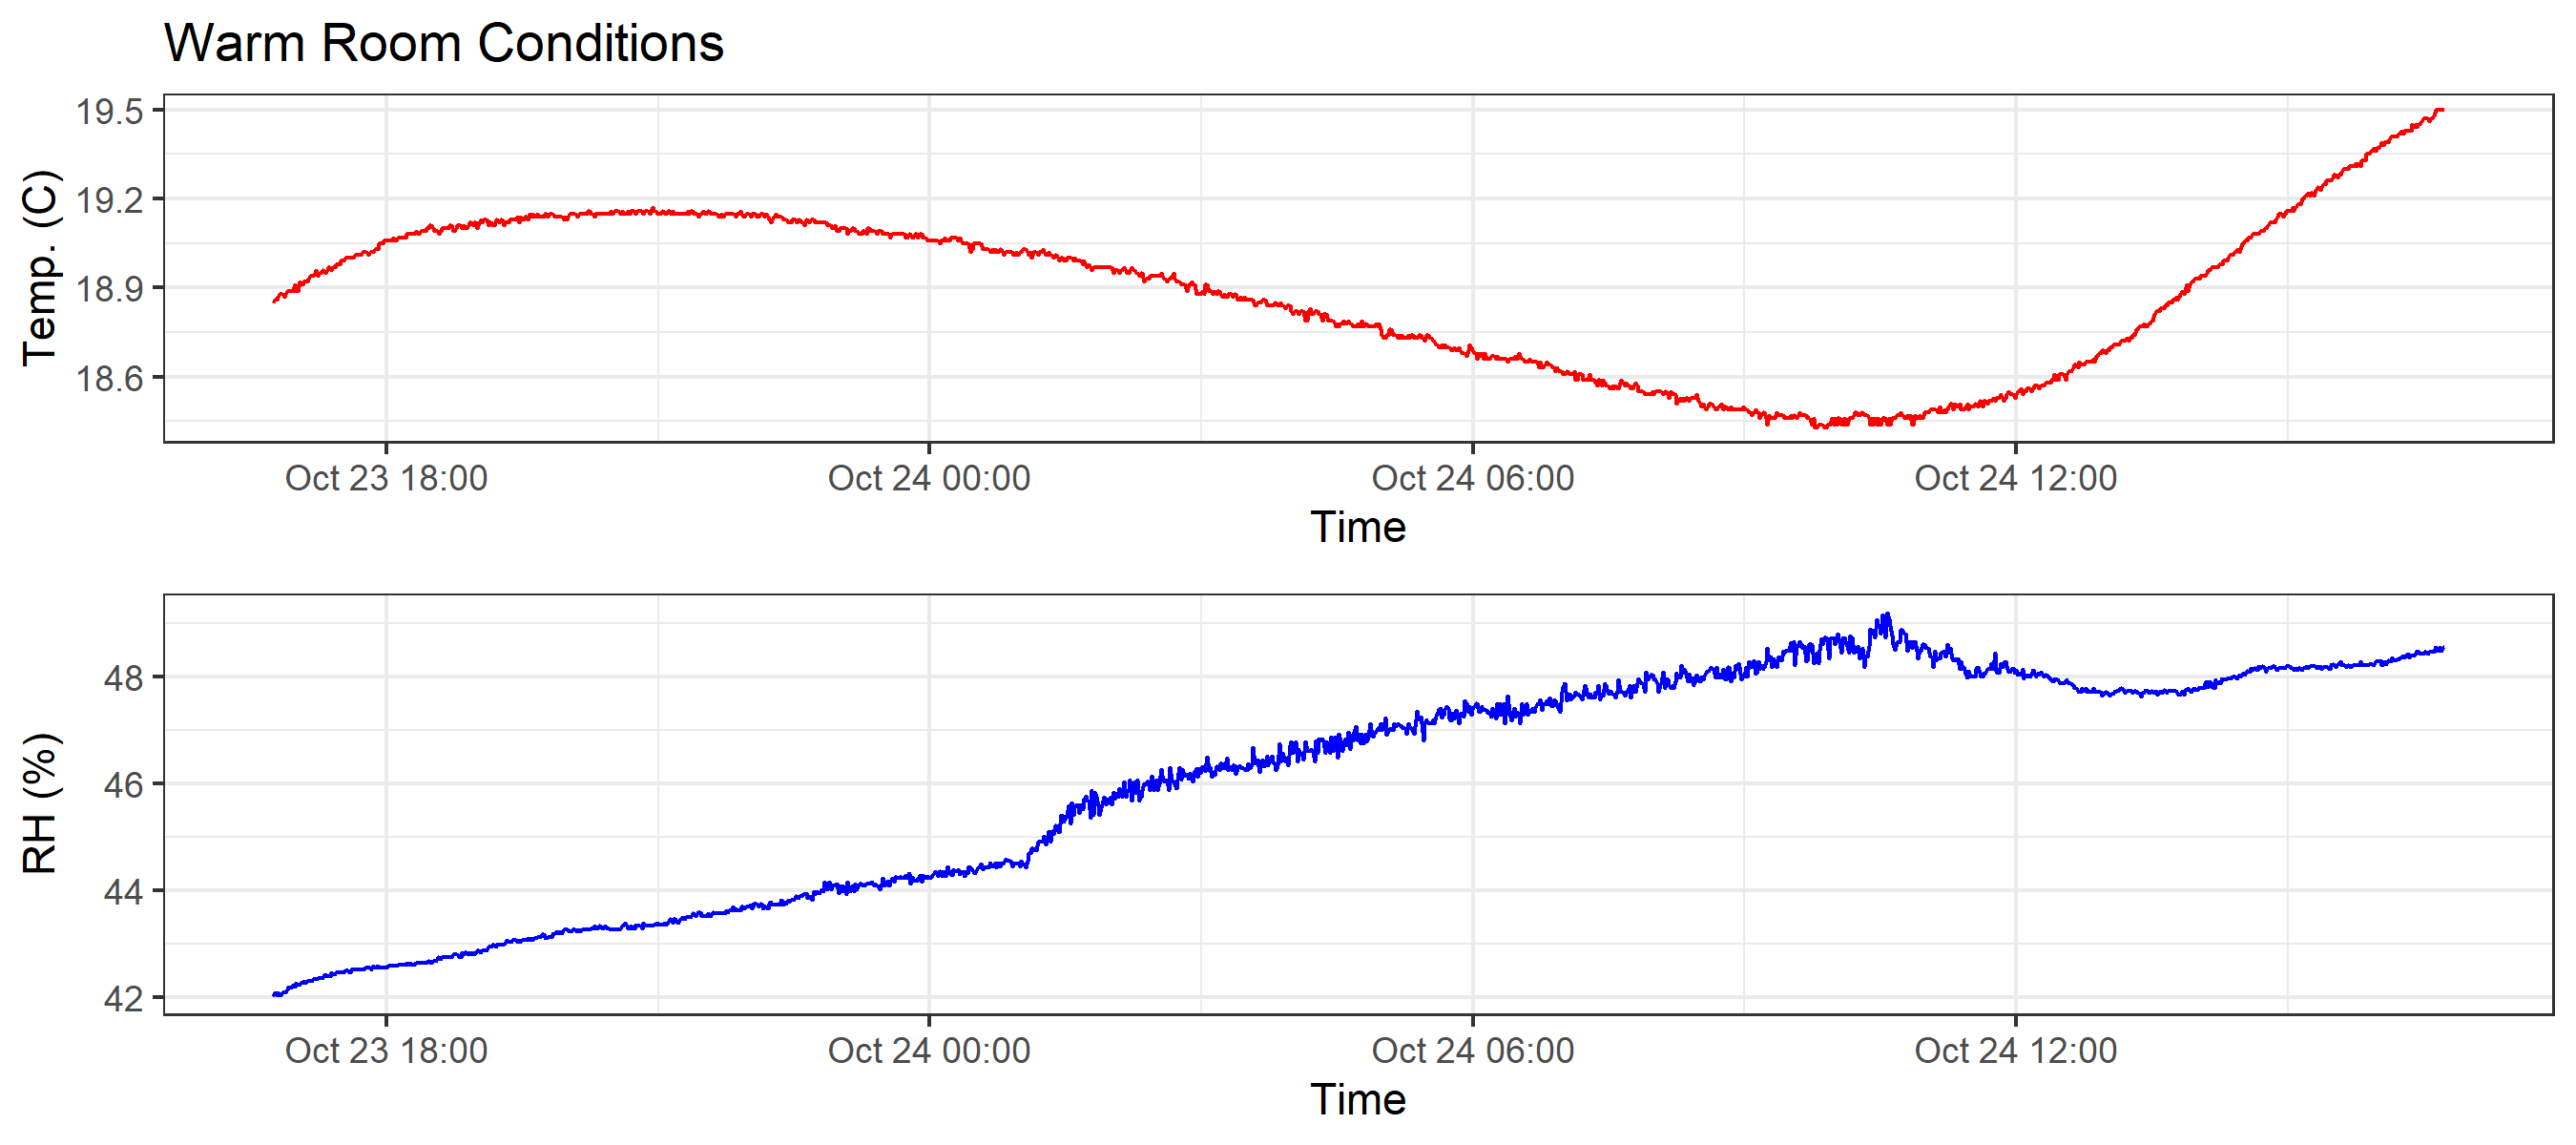 Warm Room Conditions
Temp. (C)
19.5
19.2
18.9
18.6
Oct 23 18:00 Oct 24 00:00 Oct 24 06:00 Oct 24 12:00
Time
RH (%)
48
46
44
42
Oct 23 18:00 Oct 24 00:00 Oct 24 06:00 Oct 24 12:00
Time